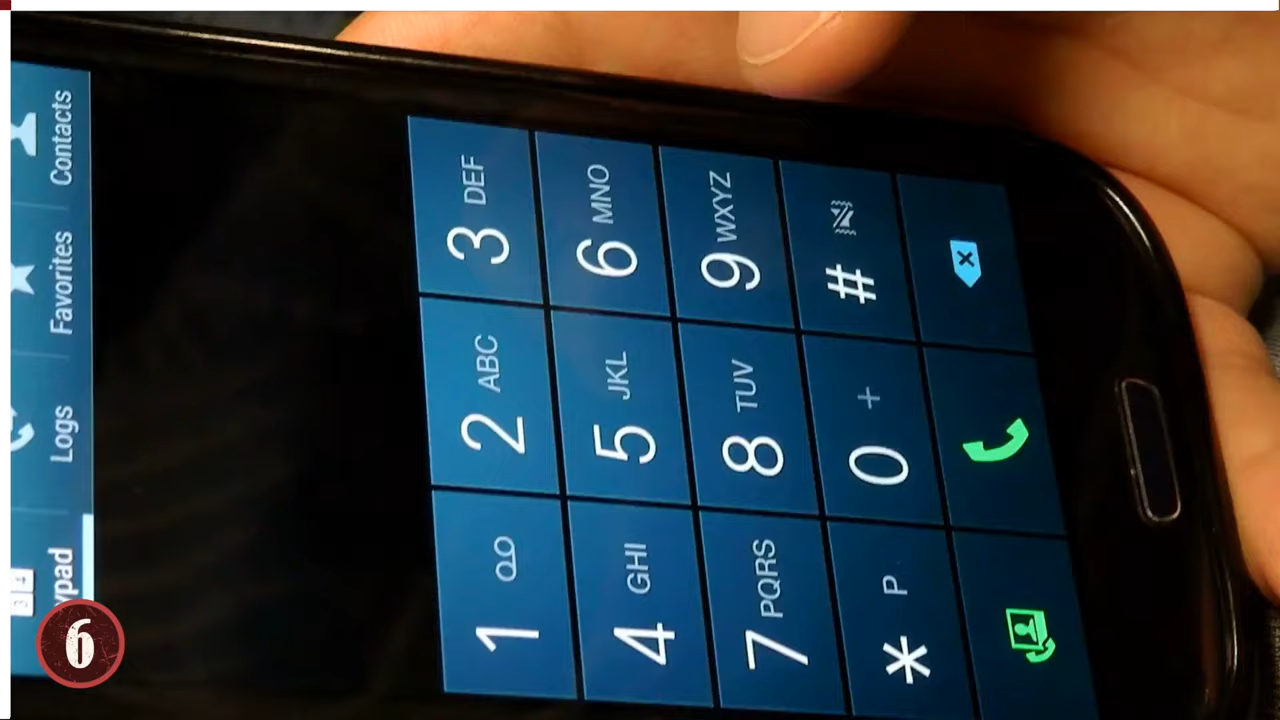 Keypad
Logs
Favorites
Contacts
1
2 ABC
3 DEF
4 GHI
5 JKL
6 MNO
7 PQRS
8 TUV
9 WXYZ
* P
0 +
#
6